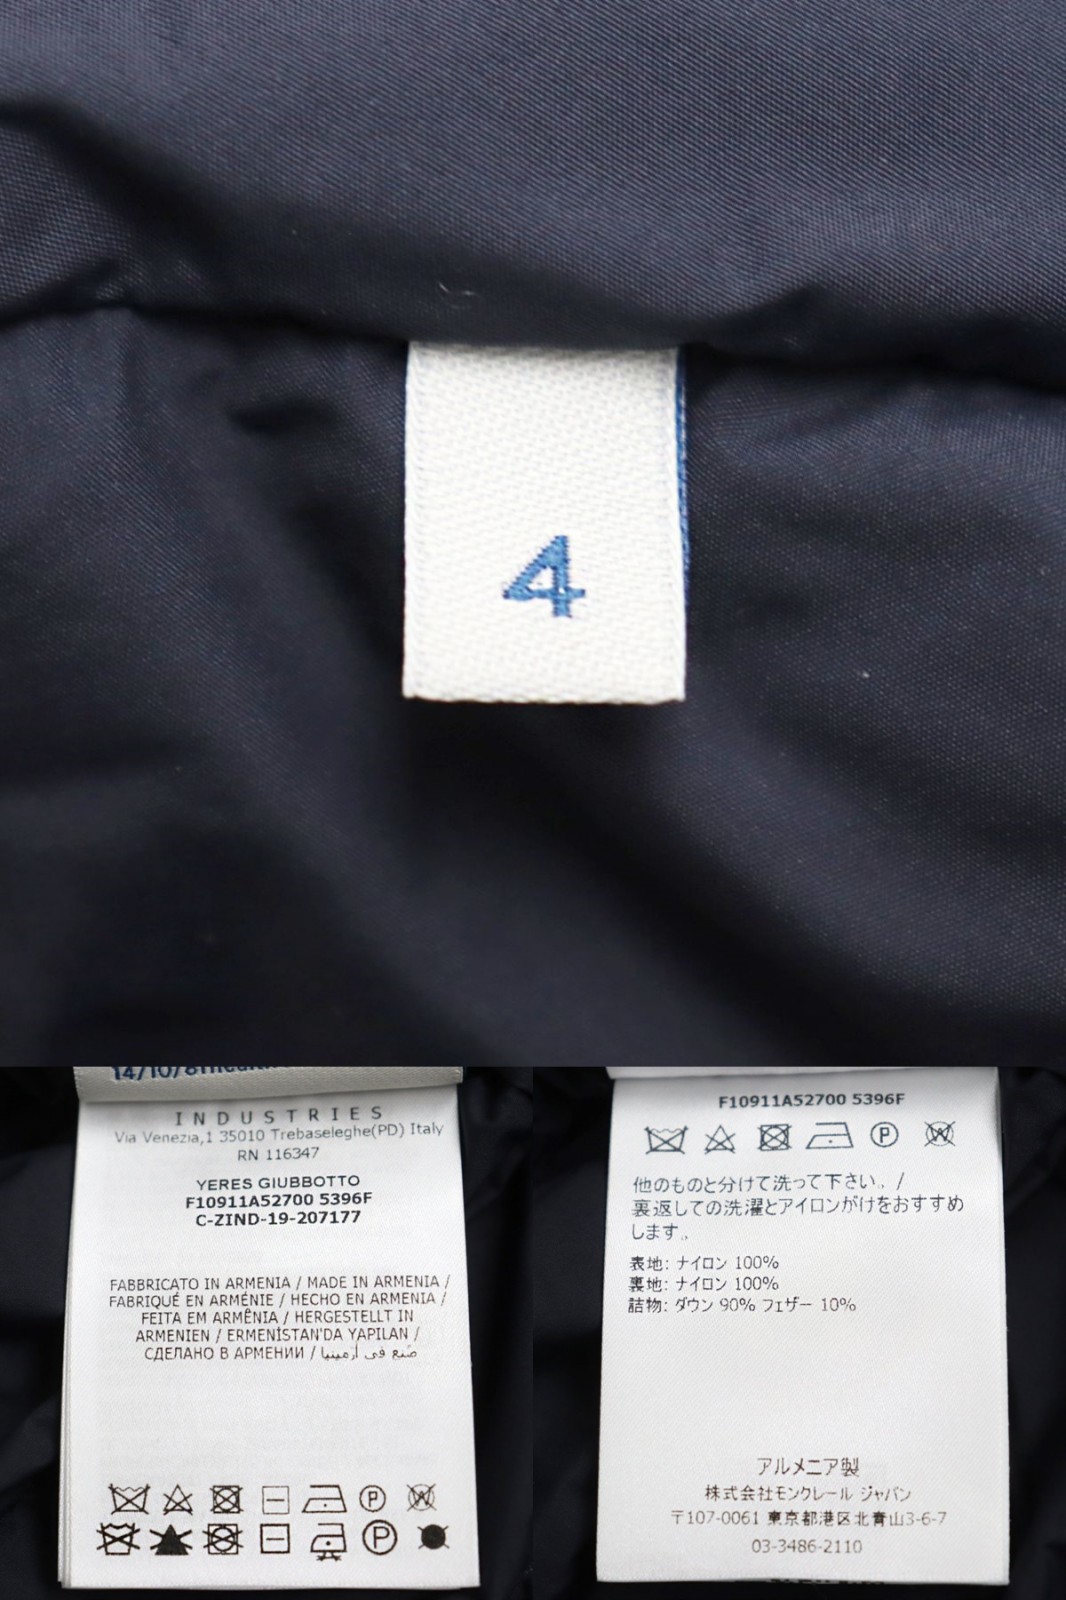 4
INDUSTRIES
Via Venezia,1 35010 Trebaseleghe(PD) Italy
RN 116347
YERES GIUBBOTTO
F10911A52700 5396F
C-ZIND-19-207177
FABBRICATO IN ARMENIA / MADE IN ARMENIA /
FABRIQUÉ EN ARMÉNIE / HECHO EN ARMENIA /
FEITA EM ARMÊNIA / HERGESTELLT IN
ARMENIEN / ERMENİSTAN'DA YAPILAN /
СДЕЛАНО В АРМЕНИИ / صنع في أرمينيا
P W
P
F10911A52700 5396F
P W
他のものと分けて洗って下さい。/
裏返しての洗濯とアイロンがけをおすすめ
します。
表地: ナイロン 100%
裏地: ナイロン 100%
詰物: ダウン 90% フェザー 10%
アルメニア製
株式会社モンクレール ジャパン
〒107-0061 東京都港区北青山3-6-7
03-3486-2110